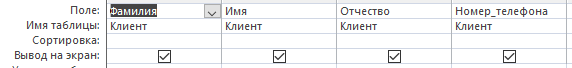 Поле: Фамилия Имя Отчество Номер_телефона
Имя таблицы: Клиент Клиент Клиент Клиент
Сортировка:
Вывод на экран: